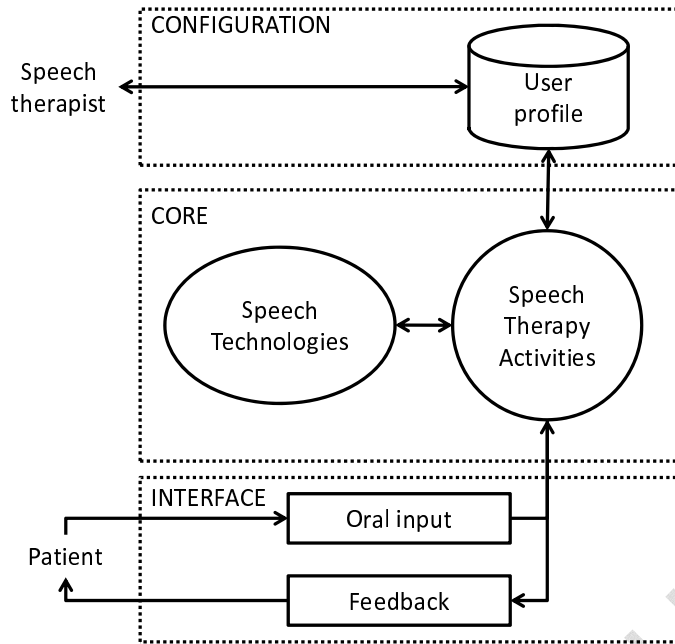 CONFIGURATION
Speech
therapist
User
profile
CORE
Speech
Technologies
Speech
Therapy
Activities
INTERFACE
Oral input
Patient
Feedback